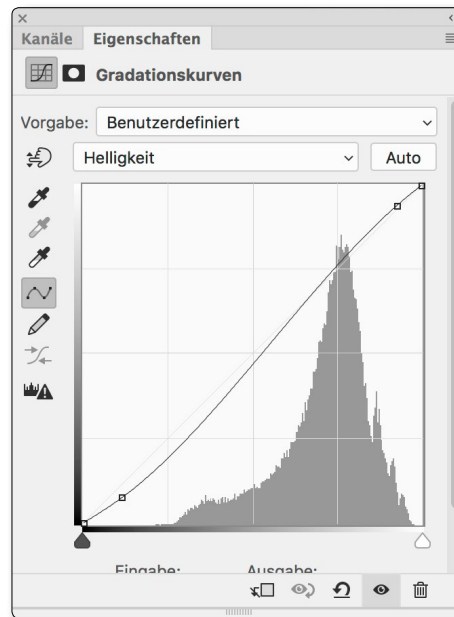 Kanäle Eigenschaften
Gradationskurven
Vorgabe: Benutzerdefiniert
Helligkeit Auto
Eingabe: Ausgabe: